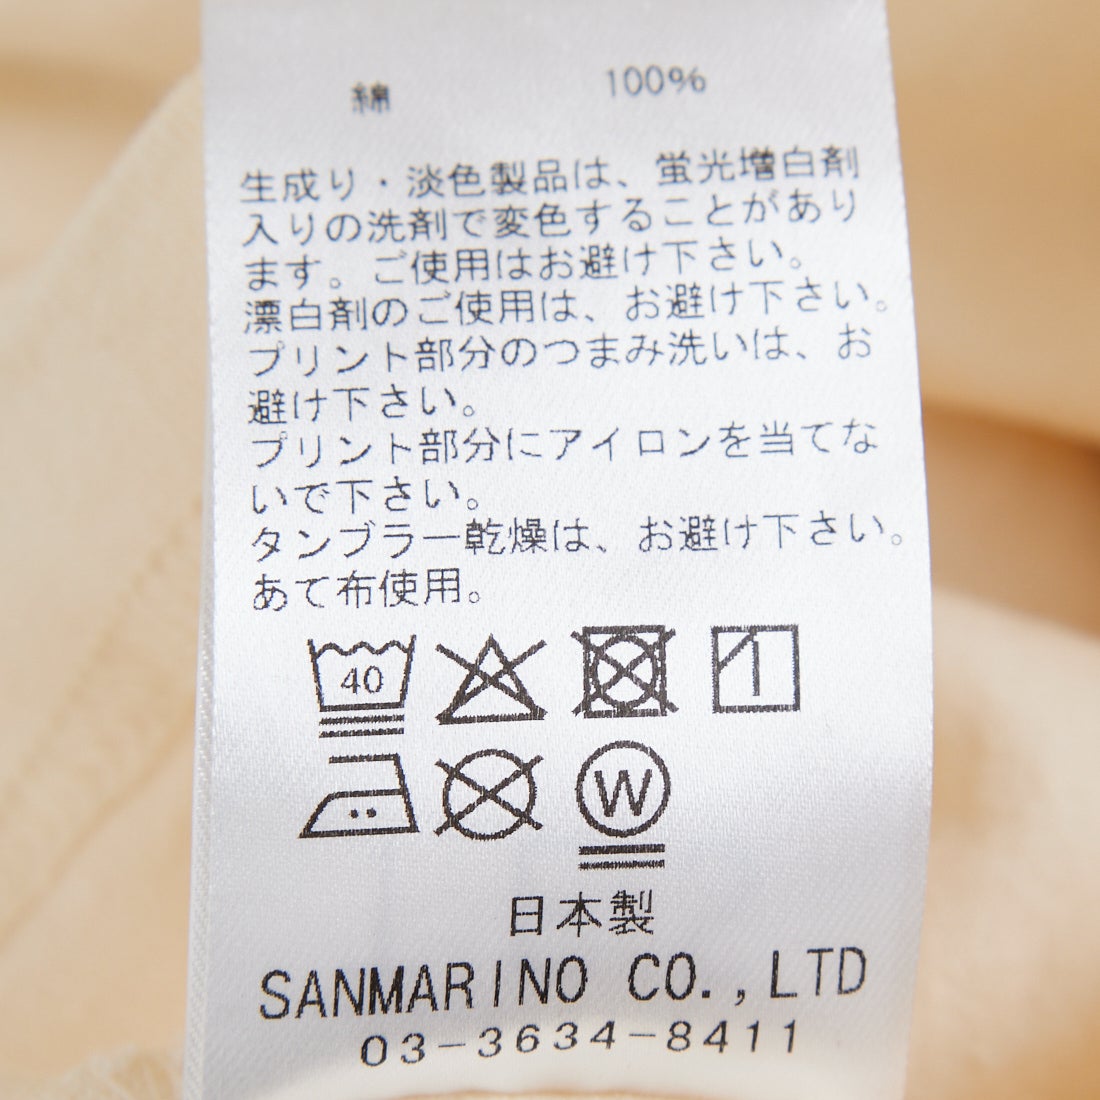 綿 100%
生成り・淡色製品は、蛍光増白剤
入りの洗剤で変色することがあり
ます。ご使用はお避け下さい。
漂白剤のご使用は、お避け下さい。
プリント部分のつまみ洗いは、お
避け下さい。
プリント部分にアイロンを当てな
いで下さい。
タンブラー乾燥は、お避け下さい。
あて布使用。
40
W
日本製
SANMARINO CO.,LTD
03-3634-8411